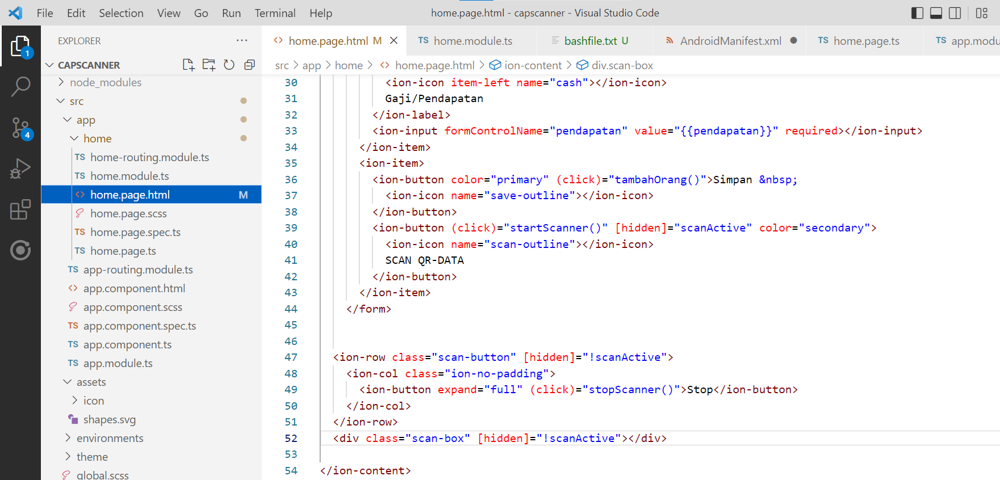 File Edit Selection View Go Run Terminal Help home.page.html - capscanner - Visual Studio Code
EXPLORER
home.page.html M home.module.ts bashfile.txt U AndroidManifest.xml home.page.ts app.modu
CAPSCANNER
src > app > home > home.page.html > ion-content > div.scan-box
1
4
node_modules
src
app
home
TS home-routing.module.ts
TS home.module.ts
<> home.page.html M
home.page.scss
TS home.page.spec.ts
TS home.page.ts
TS app-routing.module.ts
<> app.component.html
app.component.scss
TS app.component.spec.ts
TS app.component.ts
TS app.module.ts
assets
icon
shapes.svg
environments
theme
global.scss
30 <ion-icon item-left name="cash"></ion-icon>
31 Gaji/Pendapatan
32 </ion-label>
33 <ion-input formControlName="pendapatan" value="{{pendapatan}}" required></ion-input>
34 </ion-item>
35 <ion-item>
36 <ion-button color="primary" (click)="tambahOrang()">Simpan &nbsp;
37 <ion-icon name="save-outline"></ion-icon>
38 </ion-button>
39 <ion-button (click)="startScanner()" [hidden]="scanActive" color="secondary">
40 <ion-icon name="scan-outline"></ion-icon>
41 SCAN QR-DATA
42 </ion-button>
43 </ion-item>
44 </form>
45
46
47 <ion-row class="scan-button" [hidden]="!scanActive">
48 <ion-col class="ion-no-padding">
49 <ion-button expand="full" (click)="stopScanner()">Stop</ion-button>
50 </ion-col>
51 </ion-row>
52 <div class="scan-box" [hidden]="!scanActive"></div>
53
54 </ion-content>